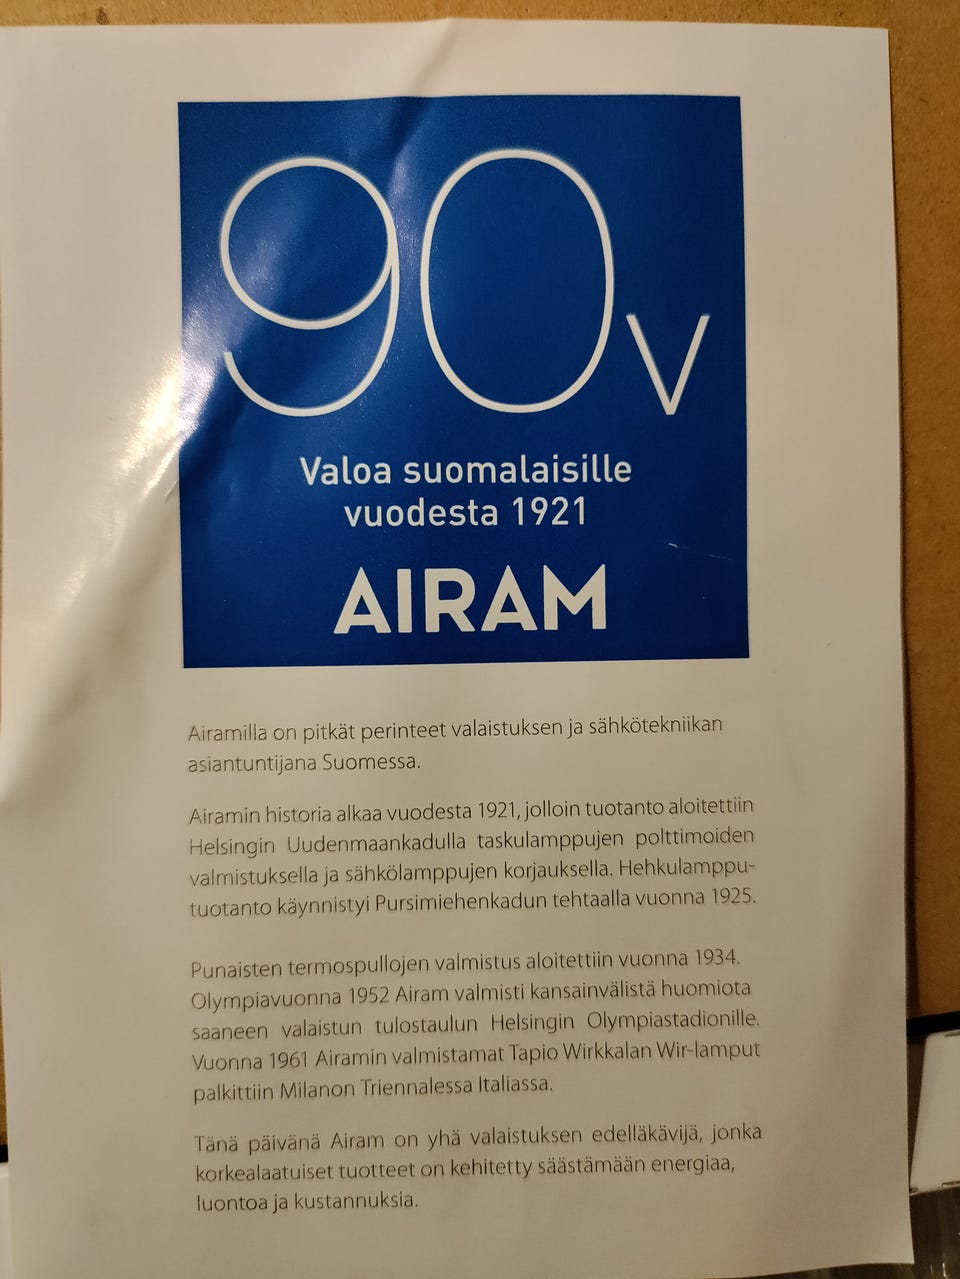 90v
Valoa suomalaisille
vuodesta 1921
AIRAM
Airamilla on pitkät perinteet valaistuksen ja sähkötekniikan
asiantuntijana Suomessa.
Airamin historia alkaa vuodesta 1921, jolloin tuotanto aloitettiin
Helsingin Uudenmaankadulla taskulamppujen polttimoiden
valmistuksella ja sähkölamppujen korjauksella. Hehkulamppu-
tuotanto käynnistyi Pursimiehenkadun tehtaalla vuonna 1925.
Punaisten termospullojen valmistus aloitettiin vuonna 1934.
Olympiavuonna 1952 Airam valmisti kansainvälistä huomiota
saaneen valaistun tulostaulun Helsingin Olympiastadionille.
Vuonna 1961 Airamin valmistamat Tapio Wirkkalan Wir-lamput
palkittiin Milanon Triennalessa Italiassa.
Tänä päivänä Airam on yhä valaistuksen edelläkävijä, jonka
korkealaatuiset tuotteet on kehitetty säästämään energiaa,
luontoa ja kustannuksia.